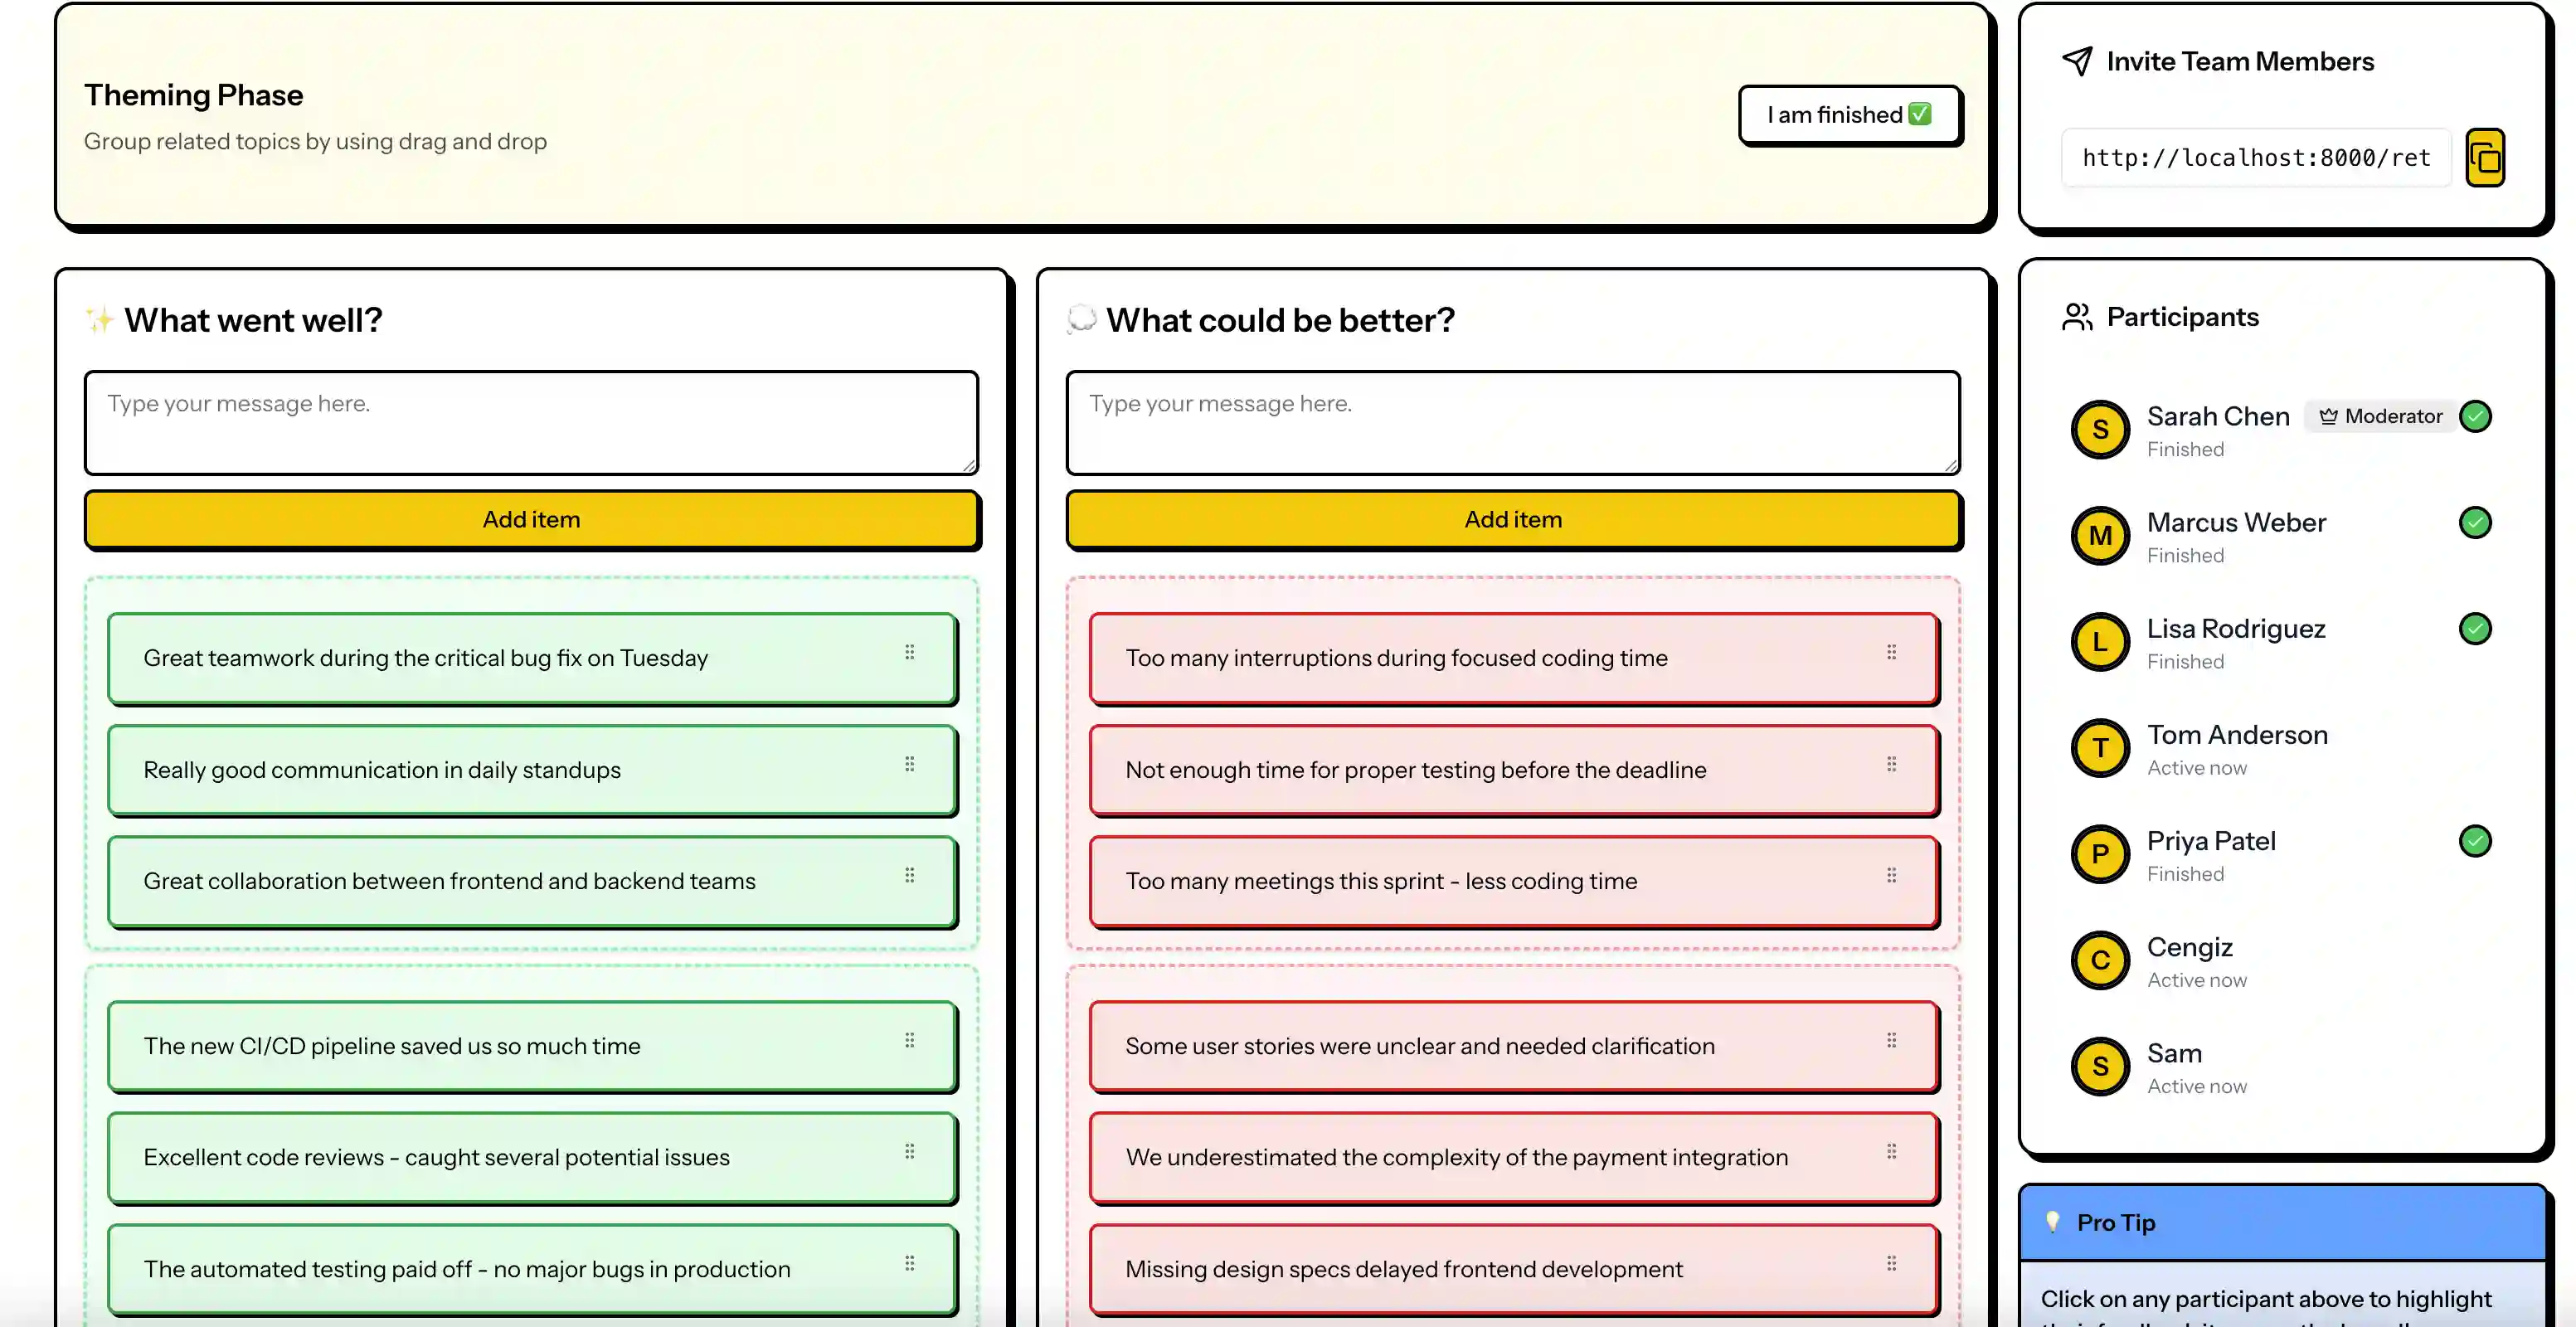 Theming Phase
Group related topics by using drag and drop
I am finished ✅
What went well?
Type your message here.
Add item
Great teamwork during the critical bug fix on Tuesday
Really good communication in daily standups
Great collaboration between frontend and backend teams
The new CI/CD pipeline saved us so much time
Excellent code reviews - caught several potential issues
The automated testing paid off - no major bugs in production
What could be better?
Type your message here.
Add item
Too many interruptions during focused coding time
Not enough time for proper testing before the deadline
Too many meetings this sprint - less coding time
Some user stories were unclear and needed clarification
We underestimated the complexity of the payment integration
Missing design specs delayed frontend development
Invite Team Members
http://localhost:8000/ret
Participants
S
Sarah Chen Moderator
Finished
M
Marcus Weber
Finished
L
Lisa Rodriguez
Finished
T
Tom Anderson
Active now
P
Priya Patel
Finished
C
Cengiz
Active now
S
Sam
Active now
Pro Tip
Click on any participant above to highlight